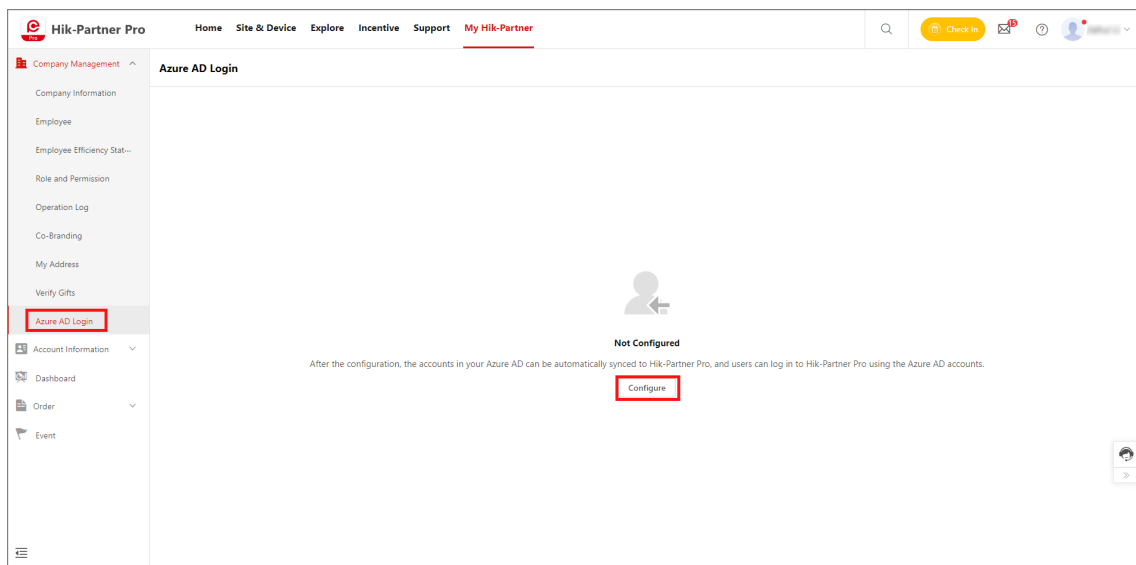 Hik-Partner Pro
Pro
Home Site & Device Explore Incentive Support My Hik-Partner
Check In
15
Company Management
Azure AD Login
Company Information
Employee
Employee Efficiency Stat···
Role and Permission
Operation Log
Co-Branding
My Address
Verify Gifts
Azure AD Login
Account Information
Dashboard
Order
Event
Not Configured
After the configuration, the accounts in your Azure AD can be automatically synced to Hik-Partner Pro, and users can log in to Hik-Partner Pro using the Azure AD accounts.
Configure